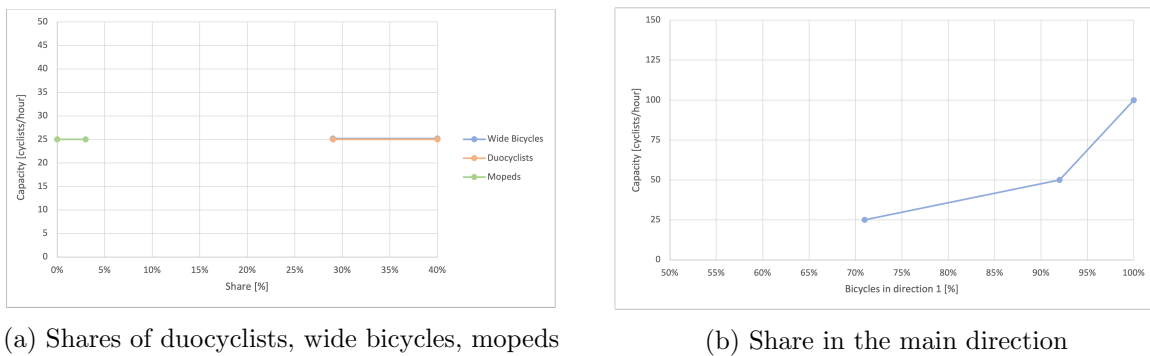 50
45
40
35
30
25
20
15
10
5
0
Capacity [cyclists/hour]
0% 5% 10% 15% 20% 25% 30% 35% 40%
Share [%]
Wide Bicycles
Duocyclists
Mopeds
(a) Shares of duocyclists, wide bicycles, mopeds
150
125
100
75
50
25
0
Capacity [cyclists/hour]
50% 55% 60% 65% 70% 75% 80% 85% 90% 95% 100%
Bicycles in direction 1 [%]
(b) Share in the main direction